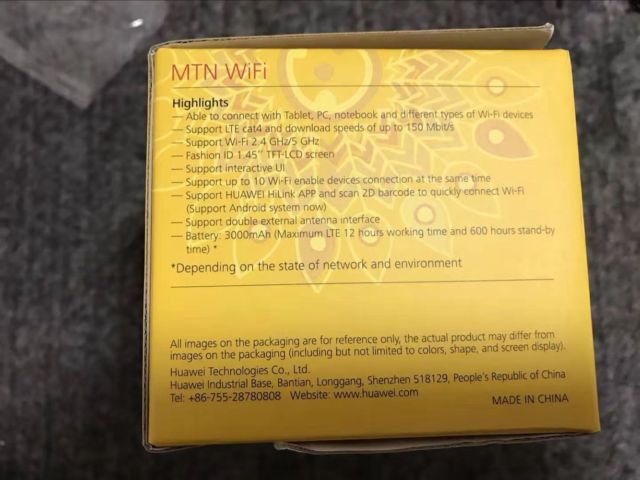 MTN WiFi
Highlights
— Able to connect with Tablet, PC, notebook and different types of Wi-Fi devices
— Support LTE cat4 and download speeds of up to 150 Mbit/s
— Support Wi-Fi 2.4 GHz/5 GHz
— Fashion ID 1.45'' TFT-LCD screen
— Support interactive UI
— Support up to 10 Wi-Fi enable devices connection at the same time
— Support HUAWEI HiLink APP and scan 2D barcode to quickly connect Wi-Fi
(Support Android system now)
— Support double external antenna interface
— Battery: 3000mAh (Maximum LTE 12 hours working time and 600 hours stand-by
time) *
*Depending on the state of network and environment
All images on the packaging are for reference only, the actual product may differ from
images on the packaging (including but not limited to colors, shape, and screen display).
Huawei Technologies Co., Ltd.
Huawei Industrial Base, Bantian, Longgang, Shenzhen 518129, People's Republic of China
Tel: +86-755-28780808 Website: www.huawei.com
MADE IN CHINA